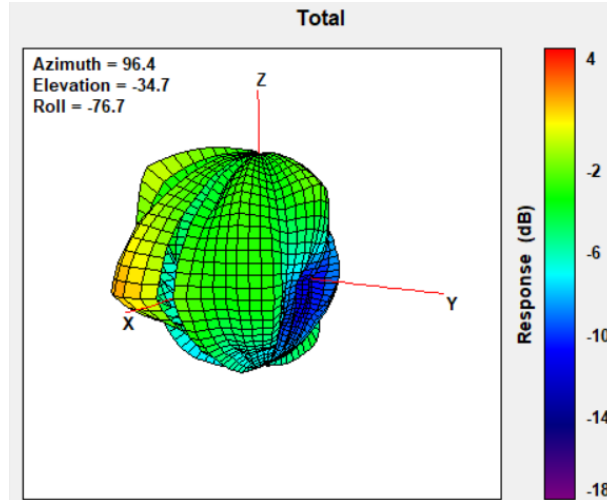 Total
Azimuth = 96.4
Elevation = -34.7
Roll = -76.7
Z
Y
X
4
-2
-6
-10
-14
-18
Response (dB)